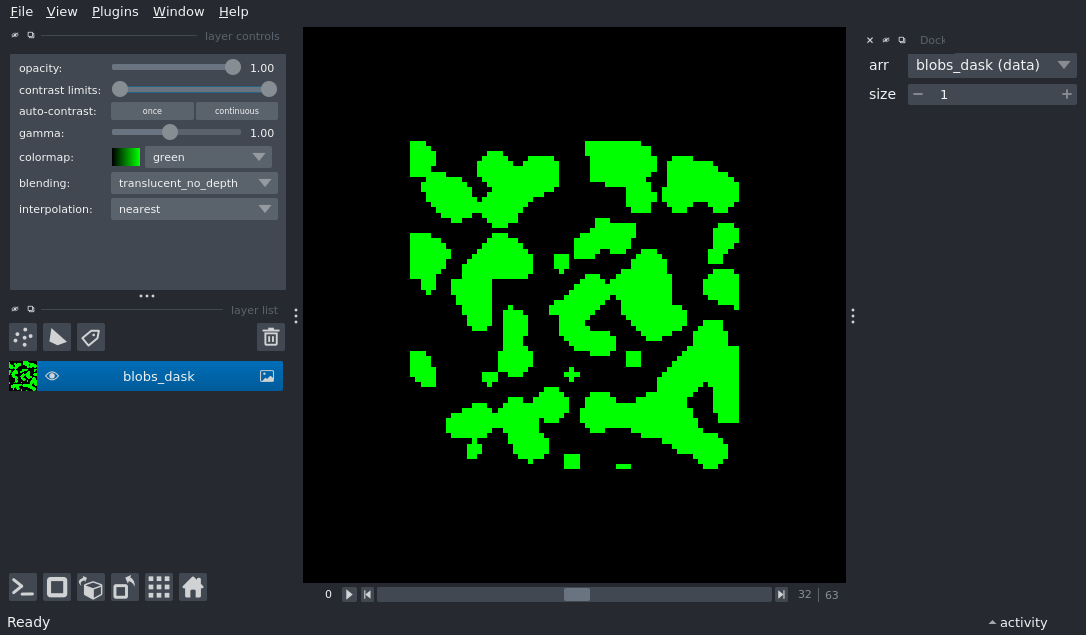 File View Plugins Window Help
layer controls
opacity: 1.00
contrast limits:
auto-contrast: once continuous
gamma: 1.00
colormap: green
blending: translucent_no_depth
interpolation: nearest
layer list
blobs_dask
Dock
arr blobs_dask (data)
size 1
0 32 63
Ready
activity